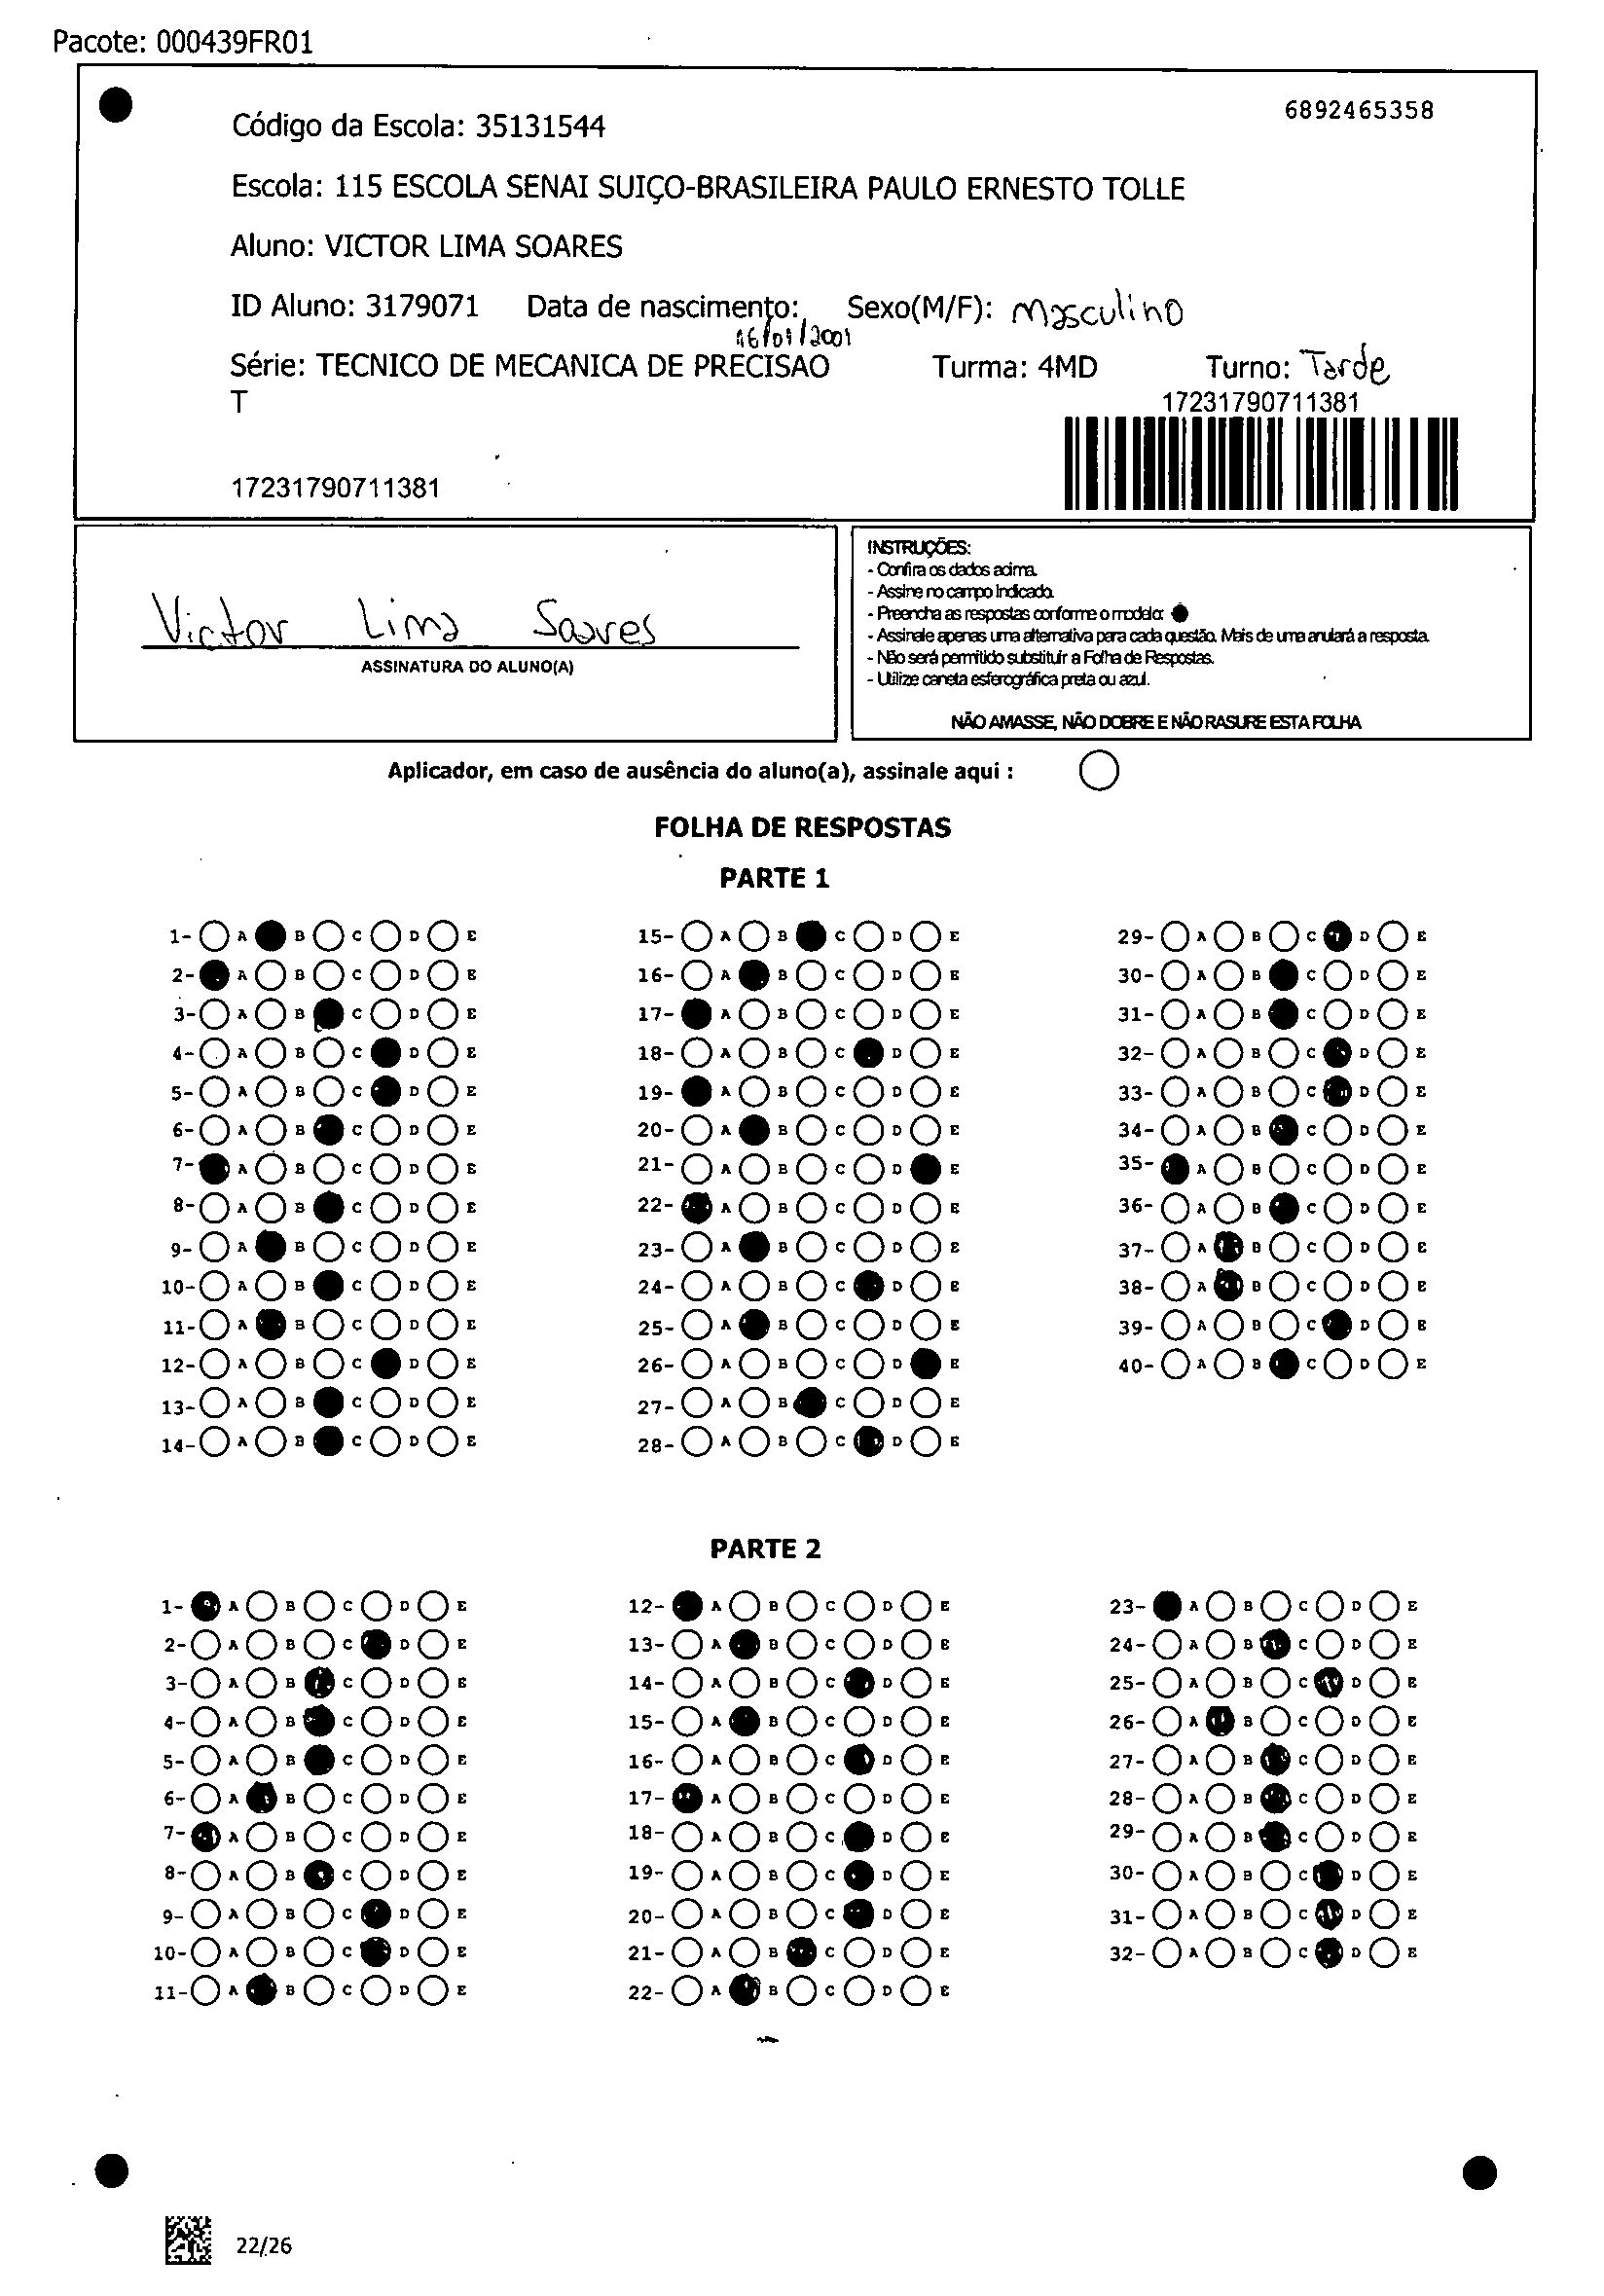 Pacote: 000439FR01
6892465358
Código da Escola: 35131544
Escola: 115 ESCOLA SENAI SUIÇO-BRASILEIRA PAULO ERNESTO TOLLE
Aluno: VICTOR LIMA SOARES
ID Aluno: 3179071 Data de nascimento: 16/01/2001 Sexo(M/F): Masculino
Série: TECNICO DE MECANICA DE PRECISAO Turma: 4MD Turno: Tarde
T
17231790711381
17231790711381
Victor Lima Soares
ASSINATURA DO ALUNO(A)
INSTRUÇÕES:
- Confira os dados acima.
- Assine no campo indicado.
- Preencha as respostas conforme o modelo:
- Assinale apenas uma alternativa para cada questão. Mais de uma anulará a resposta.
- Não será permitido substituir a Folha de Respostas.
- Utilize caneta esferográfica preta ou azul.
NÃO AMASSE, NÃO DOBRE E NÃO RASURE ESTA FOLHA
Aplicador, em caso de ausência do aluno(a), assinale aqui :
FOLHA DE RESPOSTAS
PARTE 1
1- A B C D E 15- A B C D E 29- A B C D E
2- A B C D E 16- A B C D E 30- A B C D E
3- A B C D E 17- A B C D E 31- A B C D E
4- A B C D E 18- A B C D E 32- A B C D E
5- A B C D E 19- A B C D E 33- A B C D E
6- A B C D E 20- A B C D E 34- A B C D E
7- A B C D E 21- A B C D E 35- A B C D E
8- A B C D E 22- A B C D E 36- A B C D E
9- A B C D E 23- A B C D E 37- A B C D E
10- A B C D E 24- A B C D E 38- A B C D E
11- A B C D E 25- A B C D E 39- A B C D E
12- A B C D E 26- A B C D E 40- A B C D E
13- A B C D E 27- A B C D E
14- A B C D E 28- A B C D E
PARTE 2
1- A B C D E 12- A B C D E 23- A B C D E
2- A B C D E 13- A B C D E 24- A B C D E
3- A B C D E 14- A B C D E 25- A B C D E
4- A B C D E 15- A B C D E 26- A B C D E
5- A B C D E 16- A B C D E 27- A B C D E
6- A B C D E 17- A B C D E 28- A B C D E
7- A B C D E 18- A B C D E 29- A B C D E
8- A B C D E 19- A B C D E 30- A B C D E
9- A B C D E 20- A B C D E 31- A B C D E
10- A B C D E 21- A B C D E 32- A B C D E
11- A B C D E 22- A B C D E
22/26